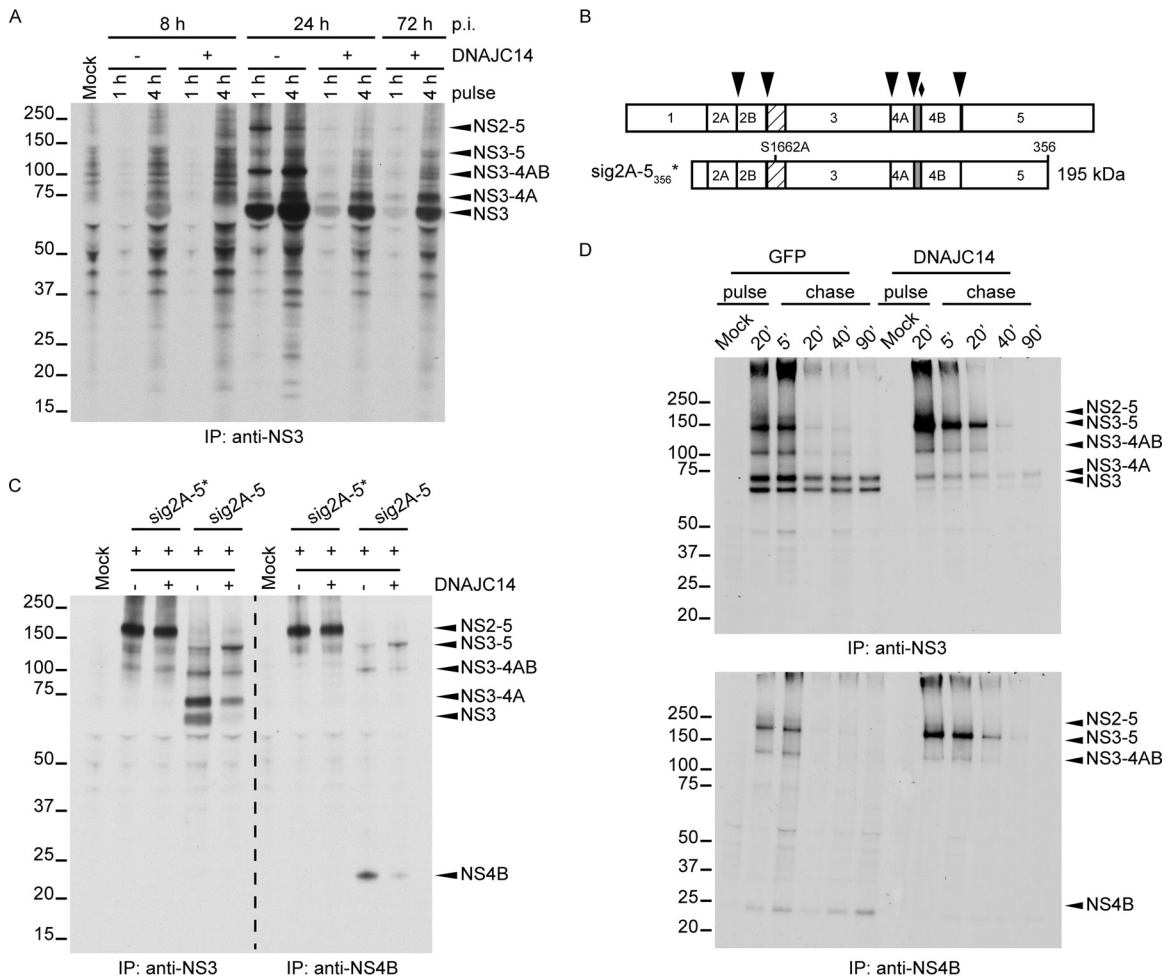 A
8 h
24 h
72 h
p.i.
- + - + + DNAJC14
Mock 1 h 4 h 1 h 4 h 1 h 4 h 1 h 4 h 1 h 4 h pulse
250
150
100
75
50
37
25
20
15
NS2-5
NS3-5
NS3-4AB
NS3-4A
NS3
IP: anti-NS3
B
1 2A 2B 3 4A 4B 5
S1662A
356
sig2A-5356*
2A 2B 3 4A 4B 5
195 kDa
C
sig2A-5* sig2A-5 sig2A-5* sig2A-5
Mock + + + + Mock + + + +
- + - + - + - + DNAJC14
250
150
100
75
50
37
25
20
15
NS2-5
NS3-5
NS3-4AB
NS3-4A
NS3
NS4B
IP: anti-NS3
IP: anti-NS4B
D
GFP
DNAJC14
pulse chase pulse chase
Mock 20' 5' 20' 40' 90' Mock 20' 5' 20' 40' 90'
250
150
100
75
50
37
25
20
NS2-5
NS3-5
NS3-4AB
NS3-4A
NS3
IP: anti-NS3
250
150
100
75
50
37
25
20
NS2-5
NS3-5
NS3-4AB
NS4B
IP: anti-NS4B